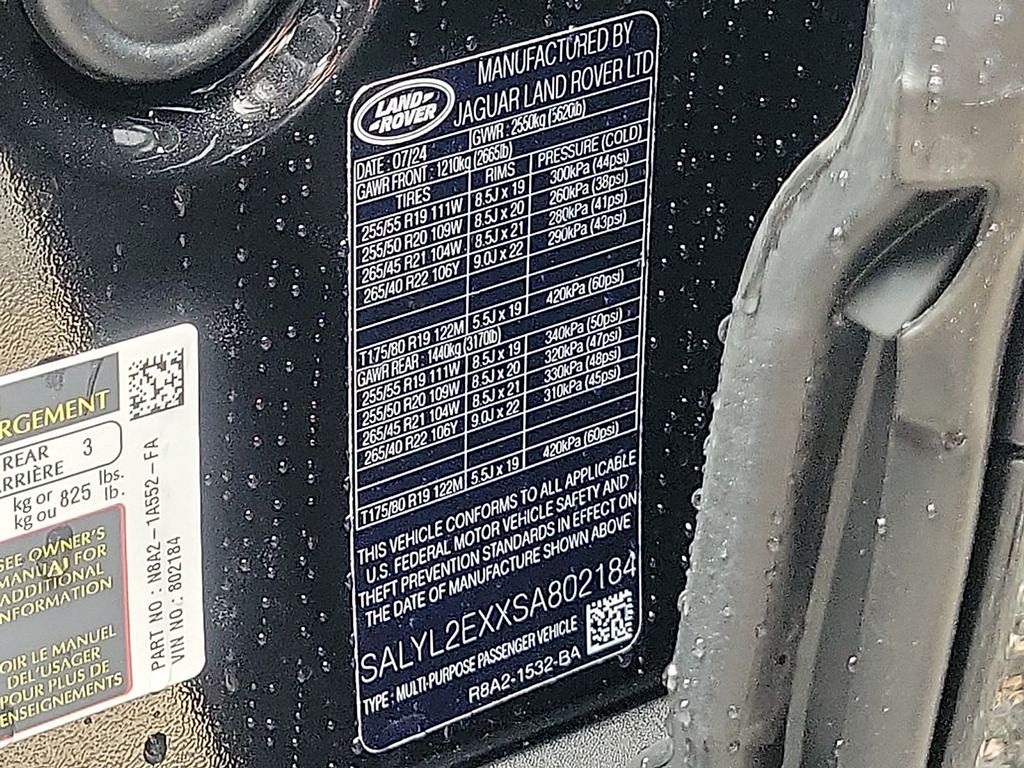 LAND-
-ROVER
MANUFACTURED BY
JAGUAR LAND ROVER LTD
DATE : 07/24 GVWR : 2550kg (5620lb)
GAWR FRONT : 1210kg (2665lb)
TIRES RIMS PRESSURE (COLD)
255/55 R19 111W 8.5J x 19 300kPa (44psi)
255/50 R20 109W 8.5J x 20 260kPa (38psi)
265/45 R21 104W 8.5J x 21 280kPa (41psi)
265/40 R22 106Y 9.0J x 22 290kPa (43psi)
T175/80 R19 122M 5.5J x 19 420kPa (60psi)
GAWR REAR : 1440kg (3170lb)
255/55 R19 111W 8.5J x 19 340kPa (50psi)
255/50 R20 109W 8.5J x 20 320kPa (47psi)
265/45 R21 104W 8.5J x 21 330kPa (48psi)
265/40 R22 106Y 9.0J x 22 310kPa (45psi)
T175/80 R19 122M 5.5J x 19 420kPa (60psi)
THIS VEHICLE CONFORMS TO ALL APPLICABLE
U.S. FEDERAL MOTOR VEHICLE SAFETY AND
THEFT PREVENTION STANDARDS IN EFFECT ON
THE DATE OF MANUFACTURE SHOWN ABOVE
SALYL2EXXSA802184
TYPE : MULTI-PURPOSE PASSENGER VEHICLE
R8A2-1532-BA
RGEMENT
REAR 3
RRIÈRE
kg or 825 lbs.
kg ou lb.
SEE OWNER'S
MANUAL FOR
ADDITIONAL
INFORMATION
OIR LE MANUEL
DEL'USAGER
POUR PLUS DE
ENSEIGNEMENTS
PART NO : N8A2-1A552-FA
VIN NO.: 802184